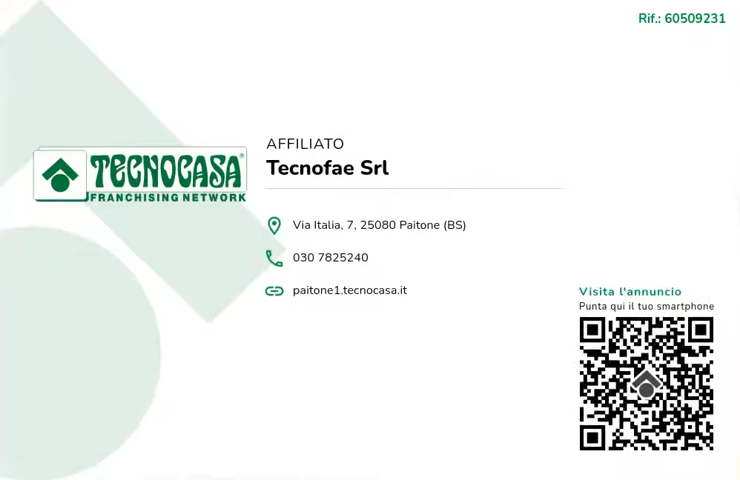 Rif.: 60509231
AFFILIATO
Tecnofae Srl
TECNOCASA®
FRANCHISING NETWORK
Via Italia, 7, 25080 Paitone (BS)
030 7825240
paitone1.tecnocasa.it
Visita l'annuncio
Punta qui il tuo smartphone